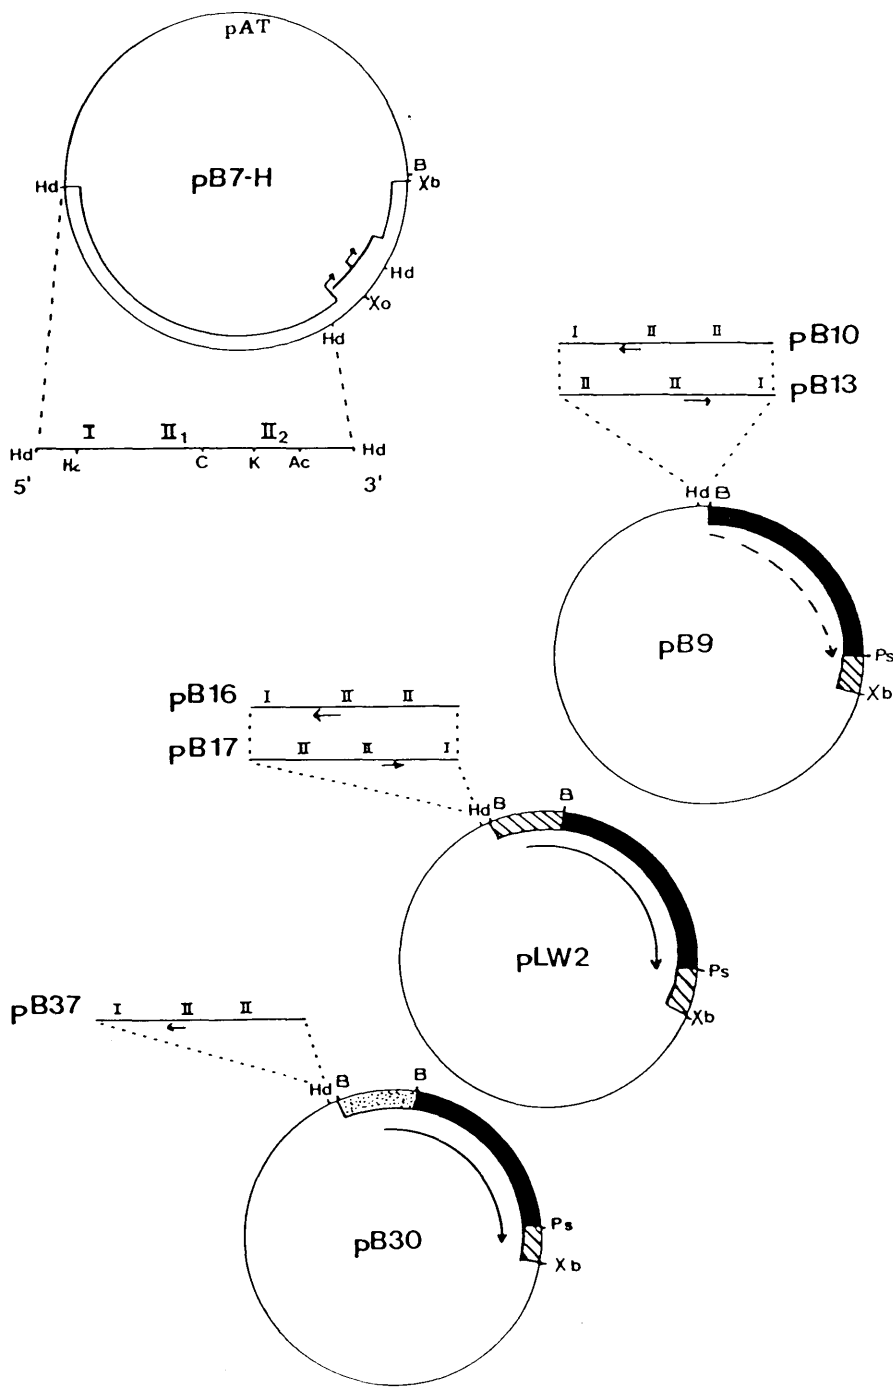 pAT
B
Hd pB7-H Xb
Hd
Xo
Hd
I II II pB10
II II I pB13
I II₁ II₂
Hd Hc C K Ac Hd
5' 3'
Hd B
pB9
Ps
Xb
pB16 I II II
pB17 II II I
Hd B B
pLW2
Ps
Xb
pB37 I II II
Hd B B
pB30
Ps
Xb